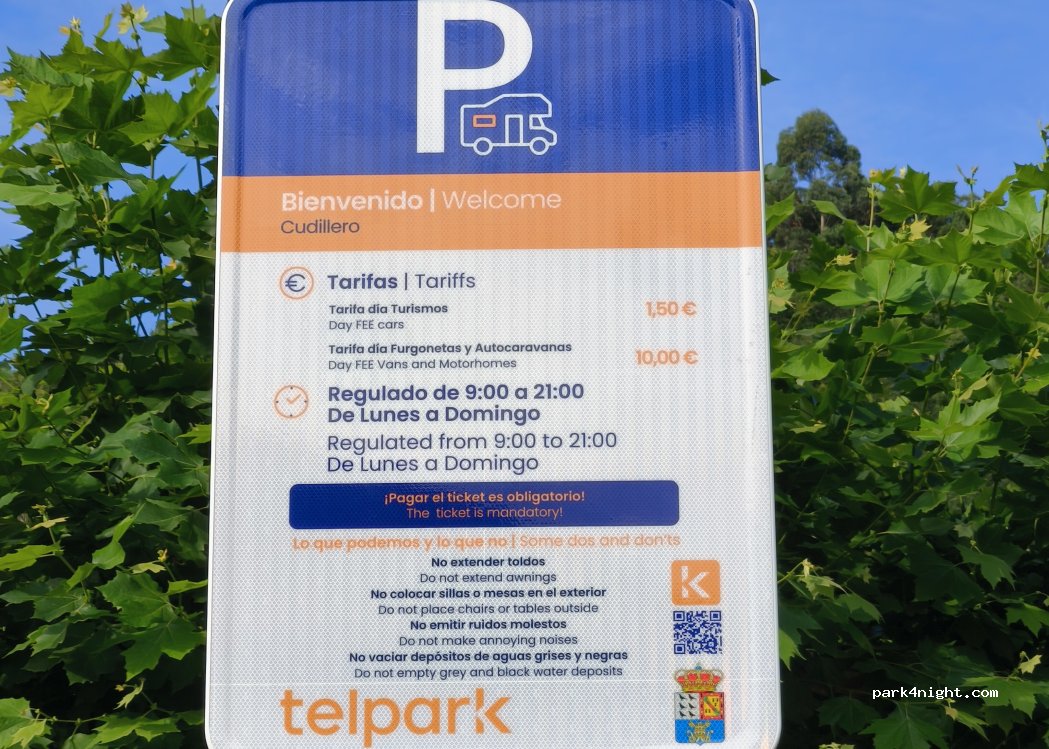 P
Bienvenido | Welcome
Cudillero
€ Tarifas | Tariffs
Tarifa día Turismos 1,50 €
Day FEE cars
Tarifa día Furgonetas y Autocaravanas
Day FEE Vans and Motorhomes 10,00 €
Regulado de 9:00 a 21:00
De Lunes a Domingo
Regulated from 9:00 to 21:00
De Lunes a Domingo
¡Pagar el ticket es obligatorio!
The ticket is mandatory!
Lo que podemos y lo que no | Some dos and don'ts
No extender toldos
Do not extend awnings
No colocar sillas o mesas en el exterior
Do not place chairs or tables outside
No emitir ruidos molestos
Do not make annoying noises
No vaciar depósitos de aguas grises y negras
Do not empty grey and black water deposits
k
telpark
park4night.com